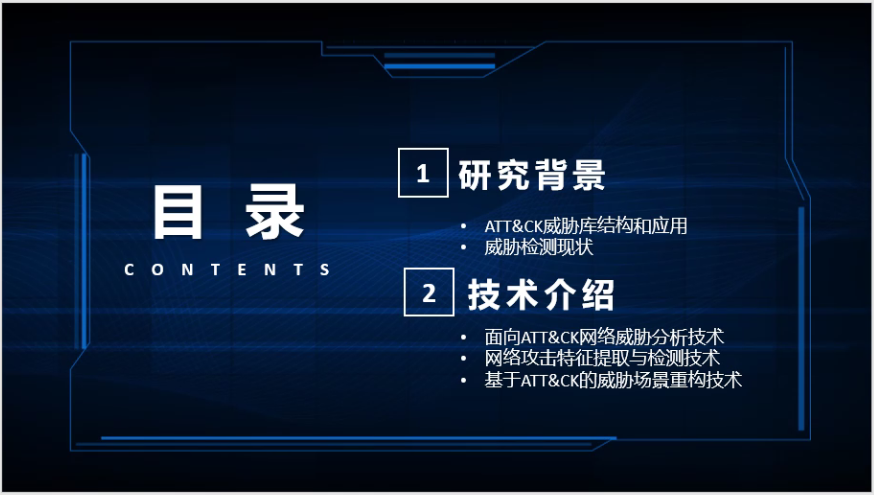 目 录
CONTENTS
1 研究背景
• ATT&CK威胁库结构和应用
• 威胁检测现状
2 技术介绍
• 面向ATT&CK网络威胁分析技术
• 网络攻击特征提取与检测技术
• 基于ATT&CK的威胁场景重构技术